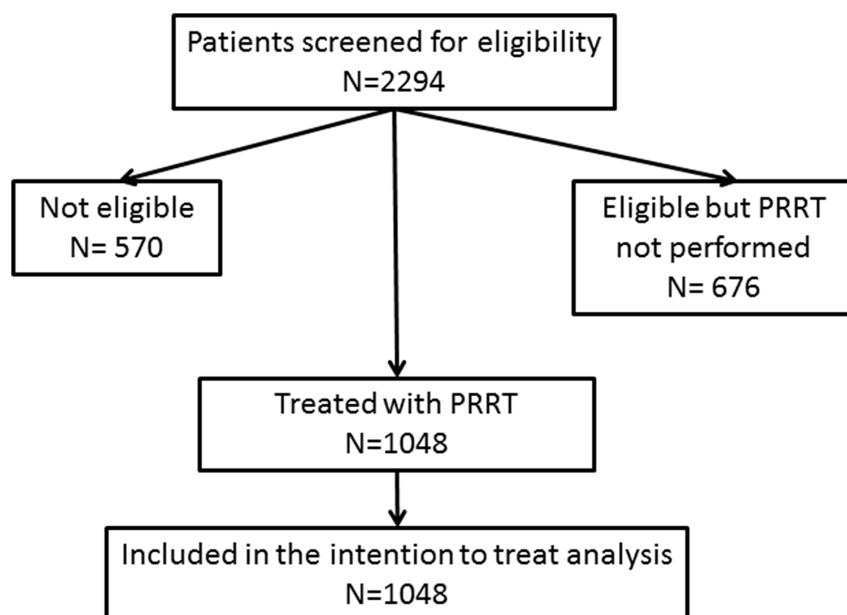 Patients screened for eligibility
N=2294
Not eligible
N= 570
Eligible but PRRT
not performed
N= 676
Treated with PRRT
N=1048
Included in the intention to treat analysis
N=1048